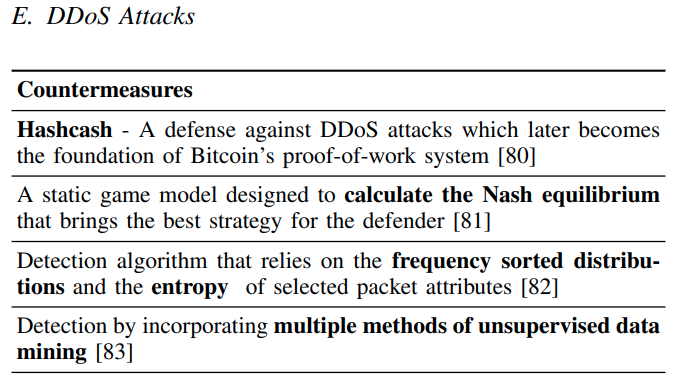 E. DDoS Attacks
Countermeasures
Hashcash - A defense against DDoS attacks which later becomes
the foundation of Bitcoin's proof-of-work system [80]
A static game model designed to calculate the Nash equilibrium
that brings the best strategy for the defender [81]
Detection algorithm that relies on the frequency sorted distribu-
tions and the entropy of selected packet attributes [82]
Detection by incorporating multiple methods of unsupervised data
mining [83]